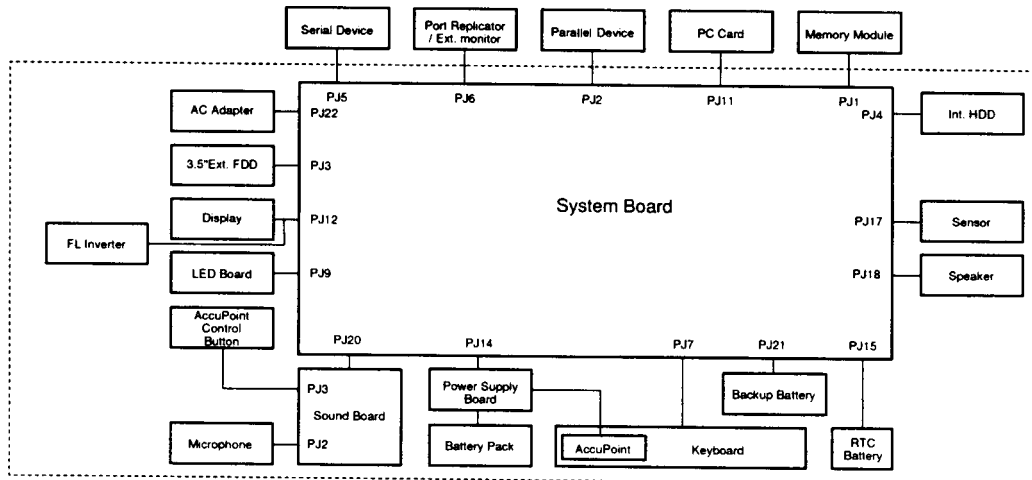 Serial Device
Port Replicator
/ Ext. monitor
Parallel Device
PC Card
Memory Module
PJ5
PJ6
PJ2
PJ11
PJ1
AC Adapter
PJ22
PJ4
Int. HDD
3.5"Ext. FDD
PJ3
System Board
Display
PJ12
PJ17
Sensor
FL Inverter
LED Board
PJ9
PJ18
Speaker
AccuPoint
Control
Button
PJ20
PJ14
PJ7
PJ21
PJ15
PJ3
Sound Board
PJ2
Power Supply
Board
Backup Battery
Microphone
Battery Pack
AccuPoint
Keyboard
RTC
Battery